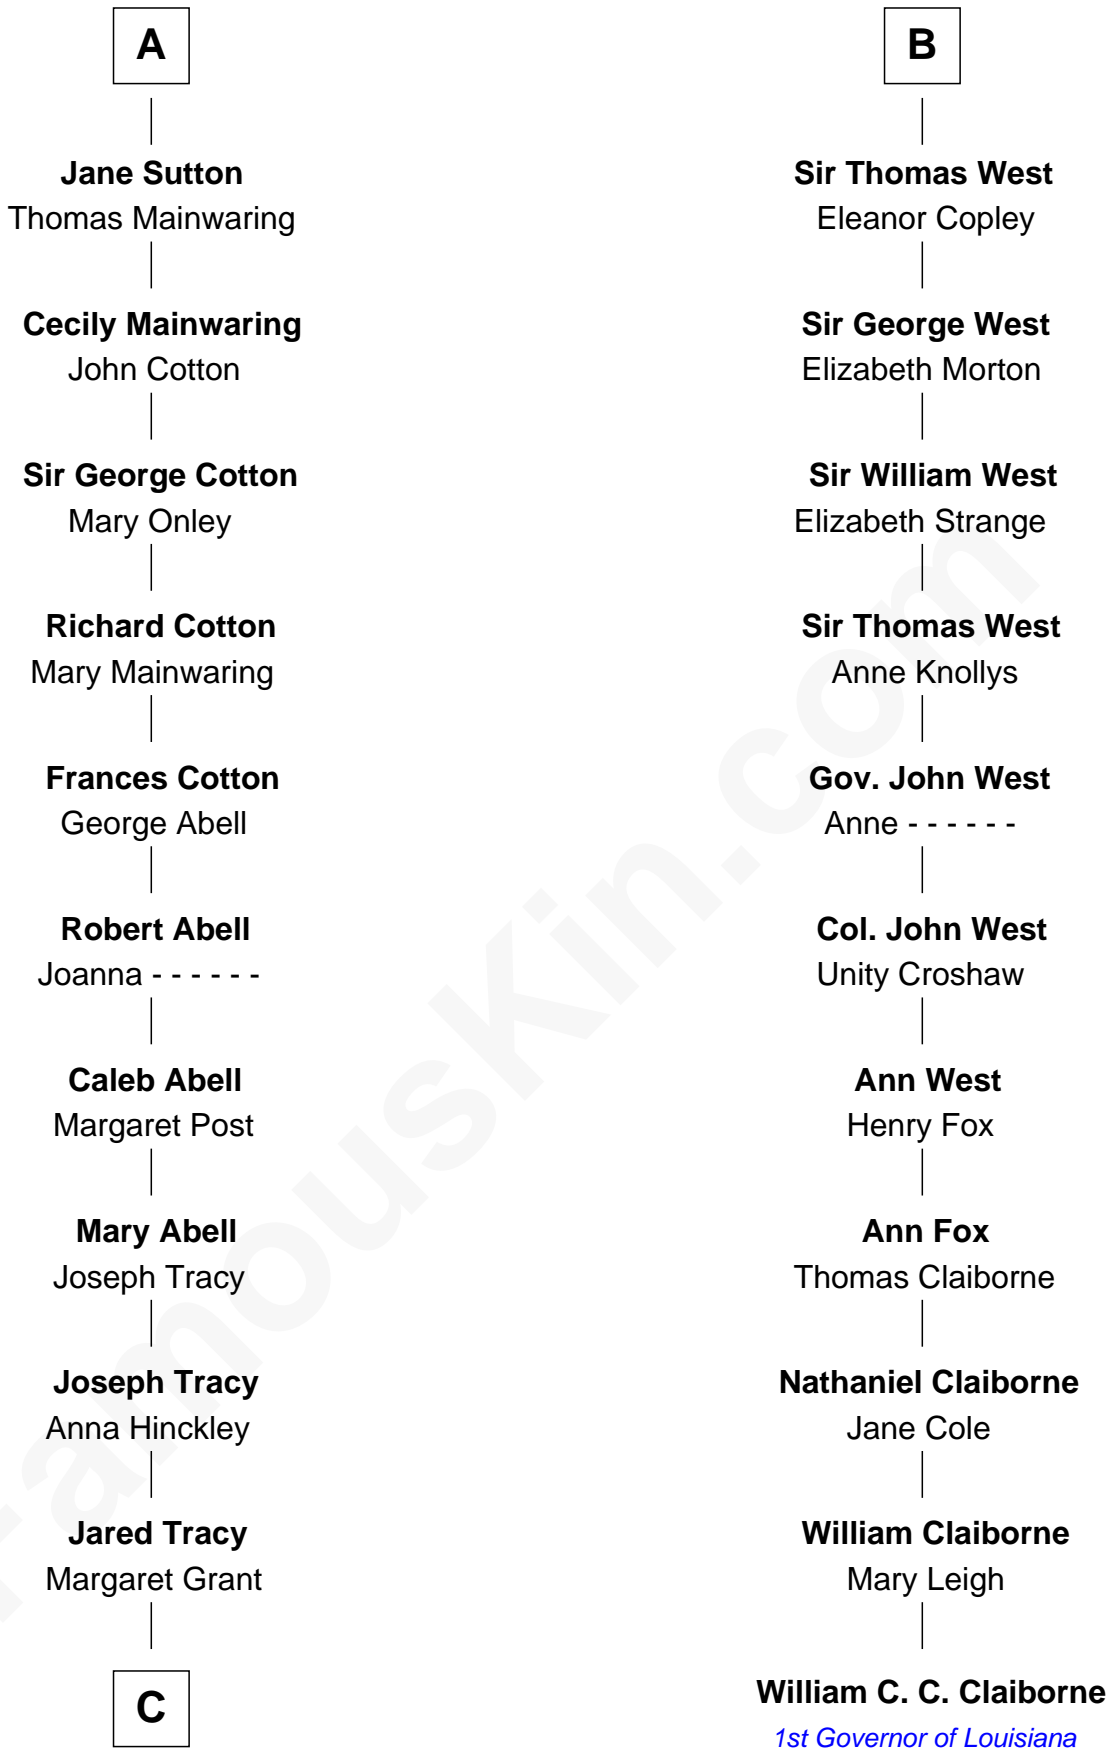 A
Jane Sutton
Thomas Mainwaring
Cecily Mainwaring
John Cotton
Sir George Cotton
Mary Onley
Richard Cotton
Mary Mainwaring
Frances Cotton
George Abell
Robert Abell
Joanna - - - - - -
Caleb Abell
Margaret Post
Mary Abell
Joseph Tracy
Joseph Tracy
Anna Hinckley
Jared Tracy
Margaret Grant
C
B
Sir Thomas West
Eleanor Copley
Sir George West
Elizabeth Morton
Sir William West
Elizabeth Strange
Sir Thomas West
Anne Knollys
Gov. John West
Anne - - - - - -
Col. John West
Unity Croshaw
Ann West
Henry Fox
Ann Fox
Thomas Claiborne
Nathaniel Claiborne
Jane Cole
William Claiborne
Mary Leigh
William C. C. Claiborne
1st Governor of Louisiana
FamousKin.com